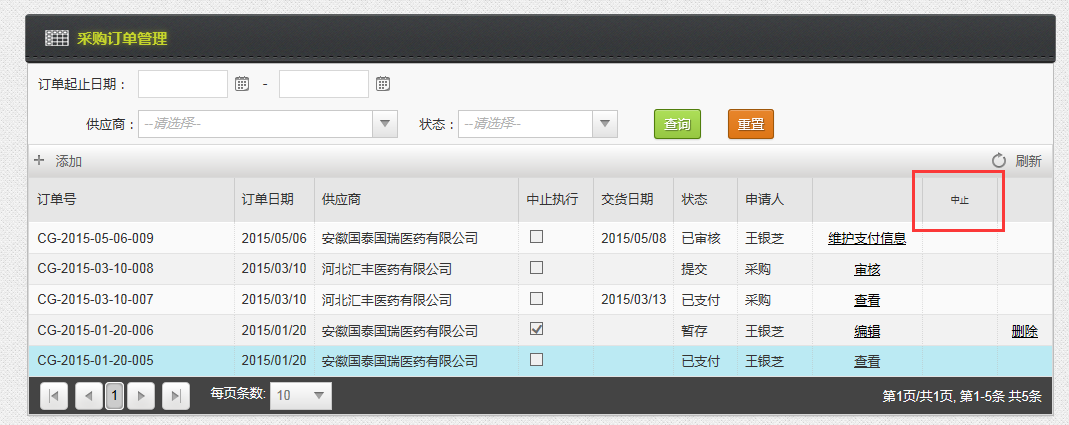 采购订单管理
订单起止日期： -
供应商： --请选择-- 状态： --请选择-- 查询 重置
添加 刷新
订单号 订单日期 供应商 中止执行 交货日期 状态 申请人 中止
CG-2015-05-06-009 2015/05/06 安徽国泰国瑞医药有限公司 2015/05/08 已审核 王银芝 维护支付信息
CG-2015-03-10-008 2015/03/10 河北汇丰医药有限公司 提交 采购 审核
CG-2015-03-10-007 2015/03/10 河北汇丰医药有限公司 2015/03/13 已支付 采购 查看
CG-2015-01-20-006 2015/01/20 安徽国泰国瑞医药有限公司 暂存 王银芝 编辑 删除
CG-2015-01-20-005 2015/01/20 安徽国泰国瑞医药有限公司 已支付 王银芝 查看
1 每页条数: 10 第1页/共1页, 第1-5条 共5条